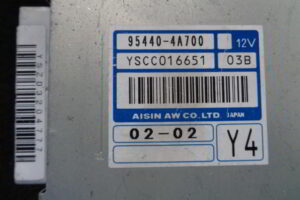 95440-4A700 12V
YSCC016651 03B
AISIN AW CO.,LTD JAPAN
02-02
Y4